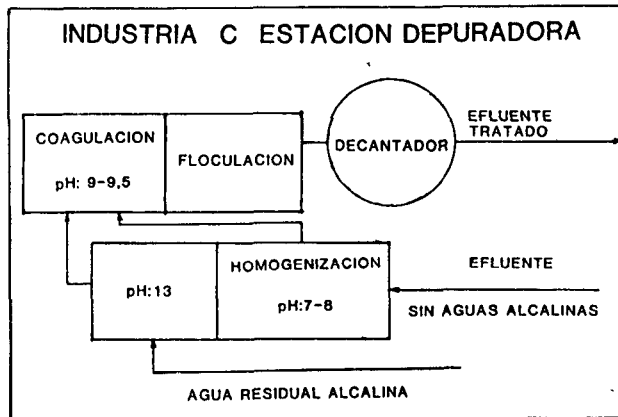 INDUSTRIA C ESTACION DEPURADORA
COAGULACION
pH: 9-9,5
FLOCULACION
DECANTADOR
EFLUENTE
TRATADO
pH:13
HOMOGENIZACION
pH:7-8
EFLUENTE
SIN AGUAS ALCALINAS
AGUA RESIDUAL ALCALINA